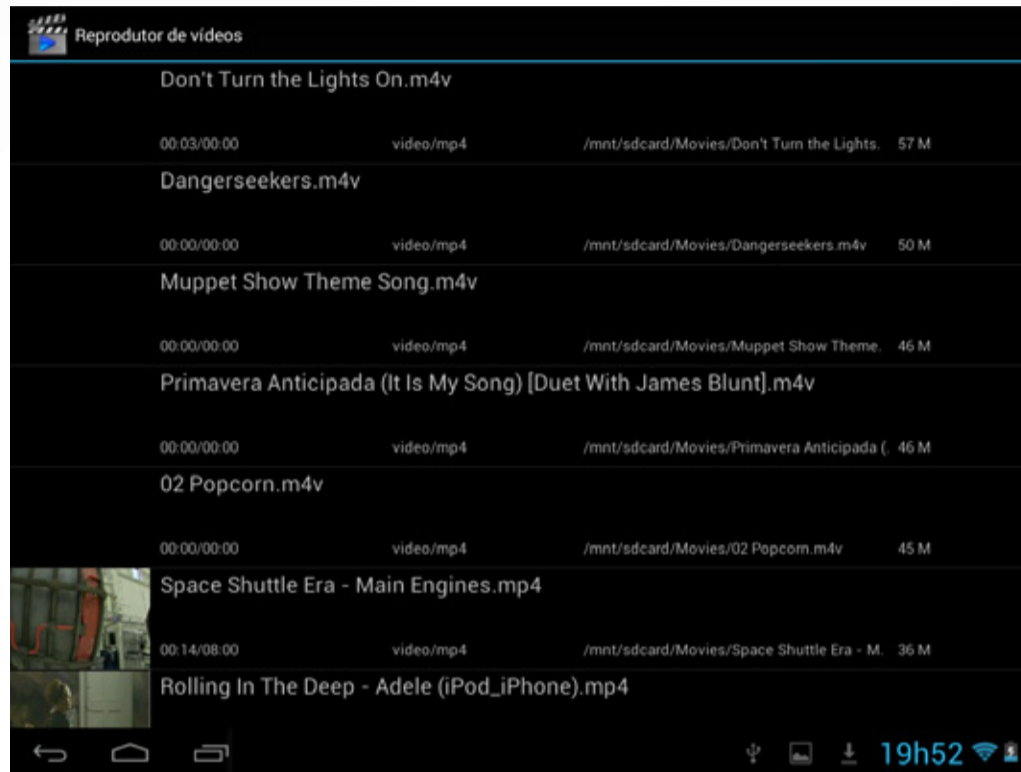 Reprodutor de vídeos
Don't Turn the Lights On.m4v
00:03/00:00 video/mp4 /mnt/sdcard/Movies/Don't Turn the Lights. 57 M
Dangerseekers.m4v
00:00/00:00 video/mp4 /mnt/sdcard/Movies/Dangerseekers.m4v 50 M
Muppet Show Theme Song.m4v
00:00/00:00 video/mp4 /mnt/sdcard/Movies/Muppet Show Theme. 46 M
Primavera Anticipada (It Is My Song) [Duet With James Blunt].m4v
00:00/00:00 video/mp4 /mnt/sdcard/Movies/Primavera Anticipada (. 46 M
02 Popcorn.m4v
00:00/00:00 video/mp4 /mnt/sdcard/Movies/02 Popcorn.m4v 45 M
Space Shuttle Era - Main Engines.mp4
00:14/08:00 video/mp4 /mnt/sdcard/Movies/Space Shuttle Era - M. 36 M
Rolling In The Deep - Adele (iPod_iPhone).mp4
19h52